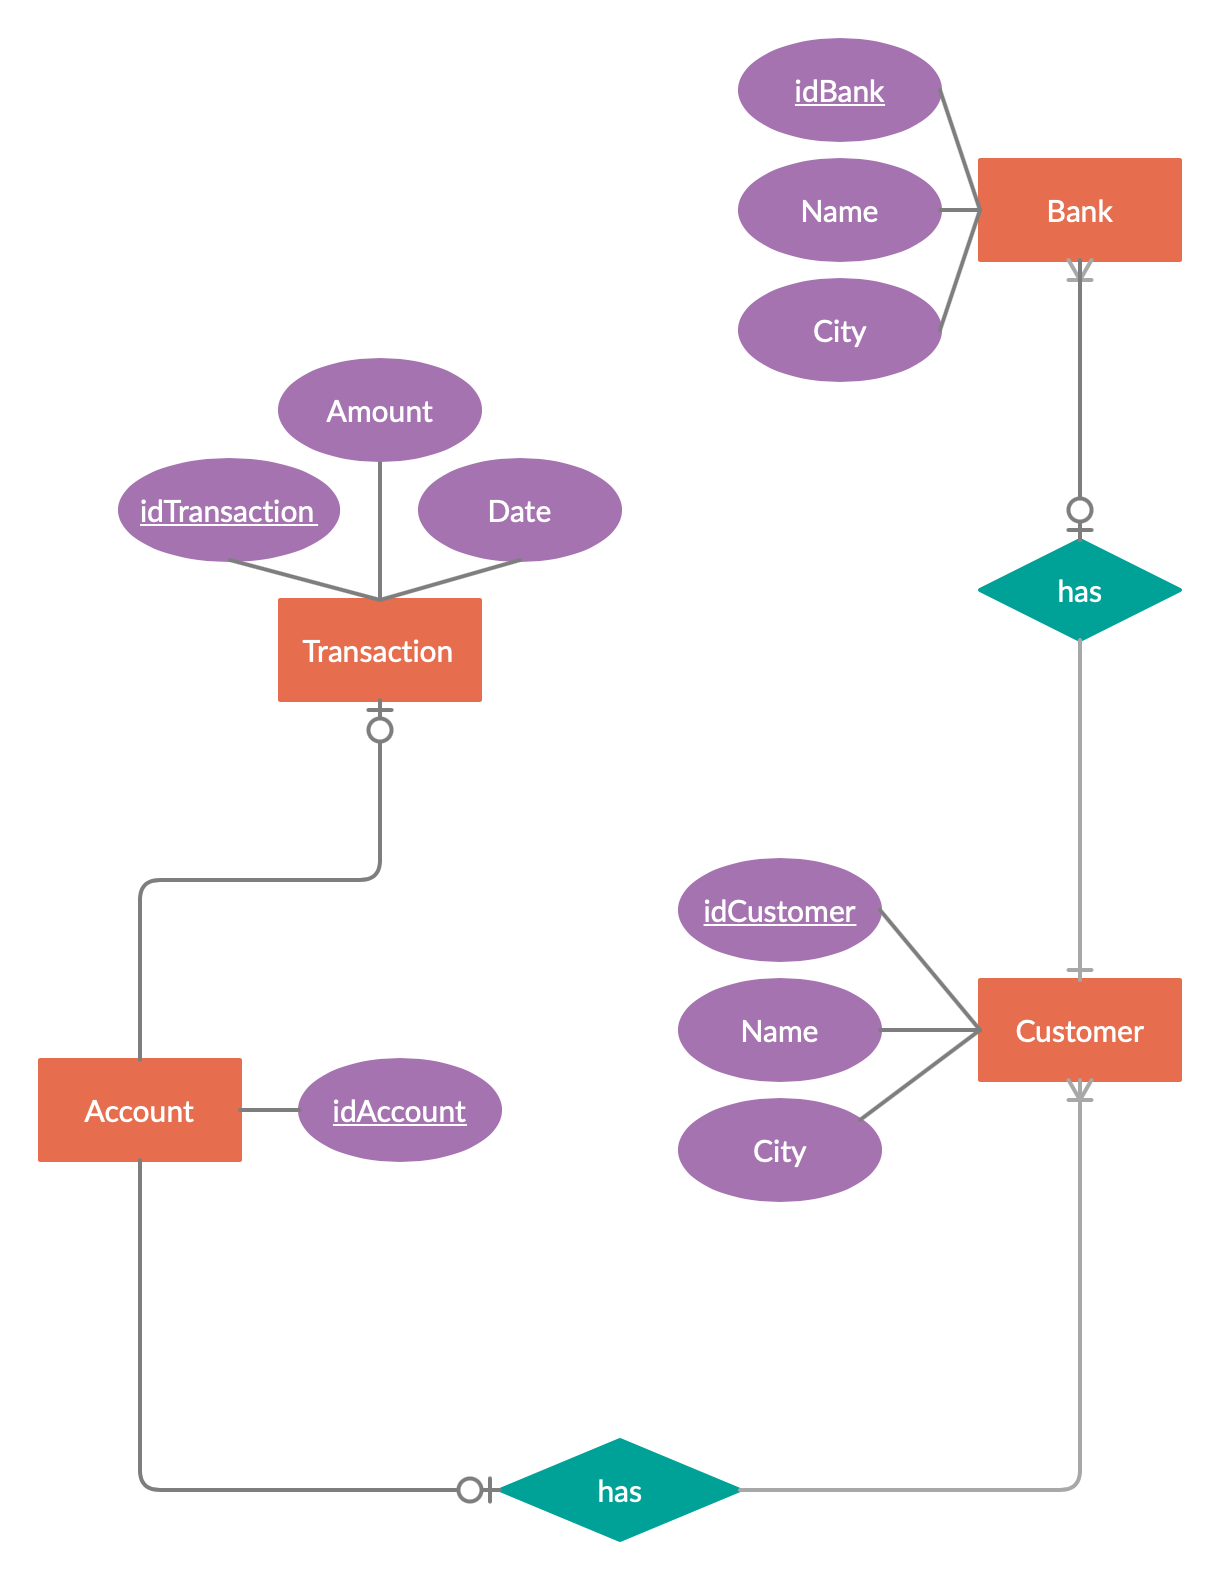 idBank
Name
Bank
City
Amount
idTransaction
Date
has
Transaction
idCustomer
Name
Customer
Account
idAccount
City
has